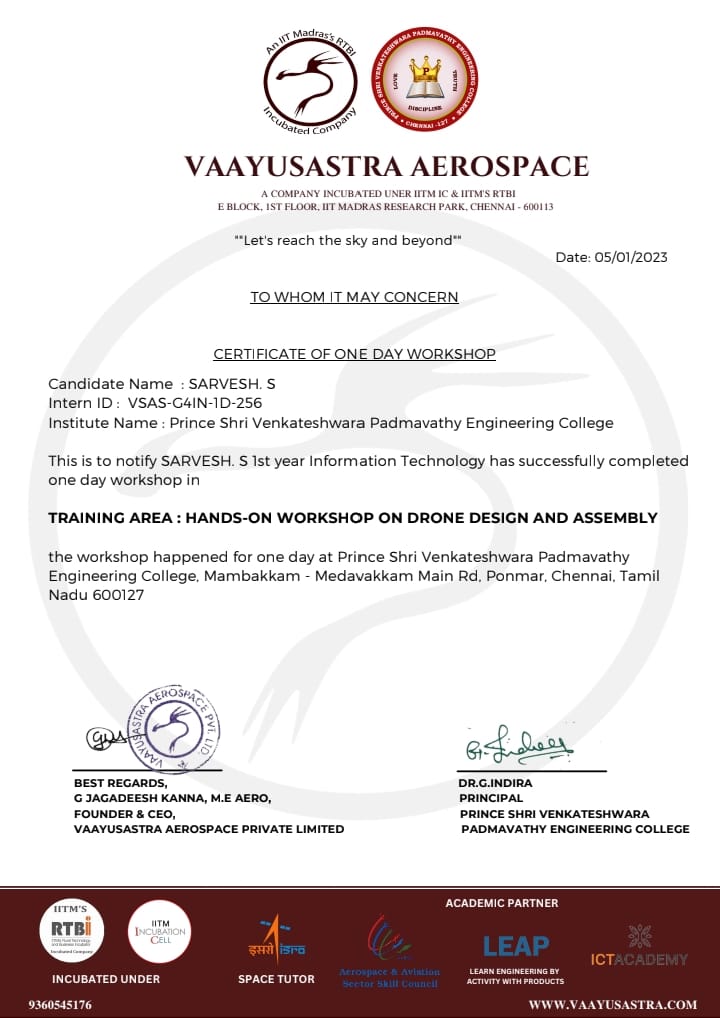 An IIT Madras's RTBI
Incubated Company
PRINCE SHRI VENKATESHWARA PADMAVATHY ENGINEERING COLLEGE
P
LOVE
TRUTH
DISCIPLINE
CHENNAI -127
VAAYUSASTRA AEROSPACE
A COMPANY INCUBATED UNER IITM IC & IITM'S RTBI
E BLOCK, 1ST FLOOR, IIT MADRAS RESEARCH PARK, CHENNAI - 600113
""Let's reach the sky and beyond""
Date: 05/01/2023
TO WHOM IT MAY CONCERN
CERTIFICATE OF ONE DAY WORKSHOP
Candidate Name : SARVESH. S
Intern ID : VSAS-G4IN-1D-256
Institute Name : Prince Shri Venkateshwara Padmavathy Engineering College
This is to notify SARVESH. S 1st year Information Technology has successfully completed
one day workshop in
TRAINING AREA : HANDS-ON WORKSHOP ON DRONE DESIGN AND ASSEMBLY
the workshop happened for one day at Prince Shri Venkateshwara Padmavathy
Engineering College, Mambakkam - Medavakkam Main Rd, Ponmar, Chennai, Tamil
Nadu 600127
VAAYUSASTRA AEROSPACE PVT. LTD.
G. Indira
BEST REGARDS,
G JAGADEESH KANNA, M.E AERO,
FOUNDER & CEO,
VAAYUSASTRA AEROSPACE PRIVATE LIMITED
DR.G.INDIRA
PRINCIPAL
PRINCE SHRI VENKATESHWARA
PADMAVATHY ENGINEERING COLLEGE
ACADEMIC PARTNER
IITM'S
RTBi
Incubated Company
IITM
INCUBATION
CELL
इसरो isro
Aerospace & Aviation
Sector Skill Council
LEAP
LEARN ENGINEERING BY
ACTIVITY WITH PRODUCTS
ICTACADEMY
INCUBATED UNDER
SPACE TUTOR
9360545176
WWW.VAAYUSASTRA.COM